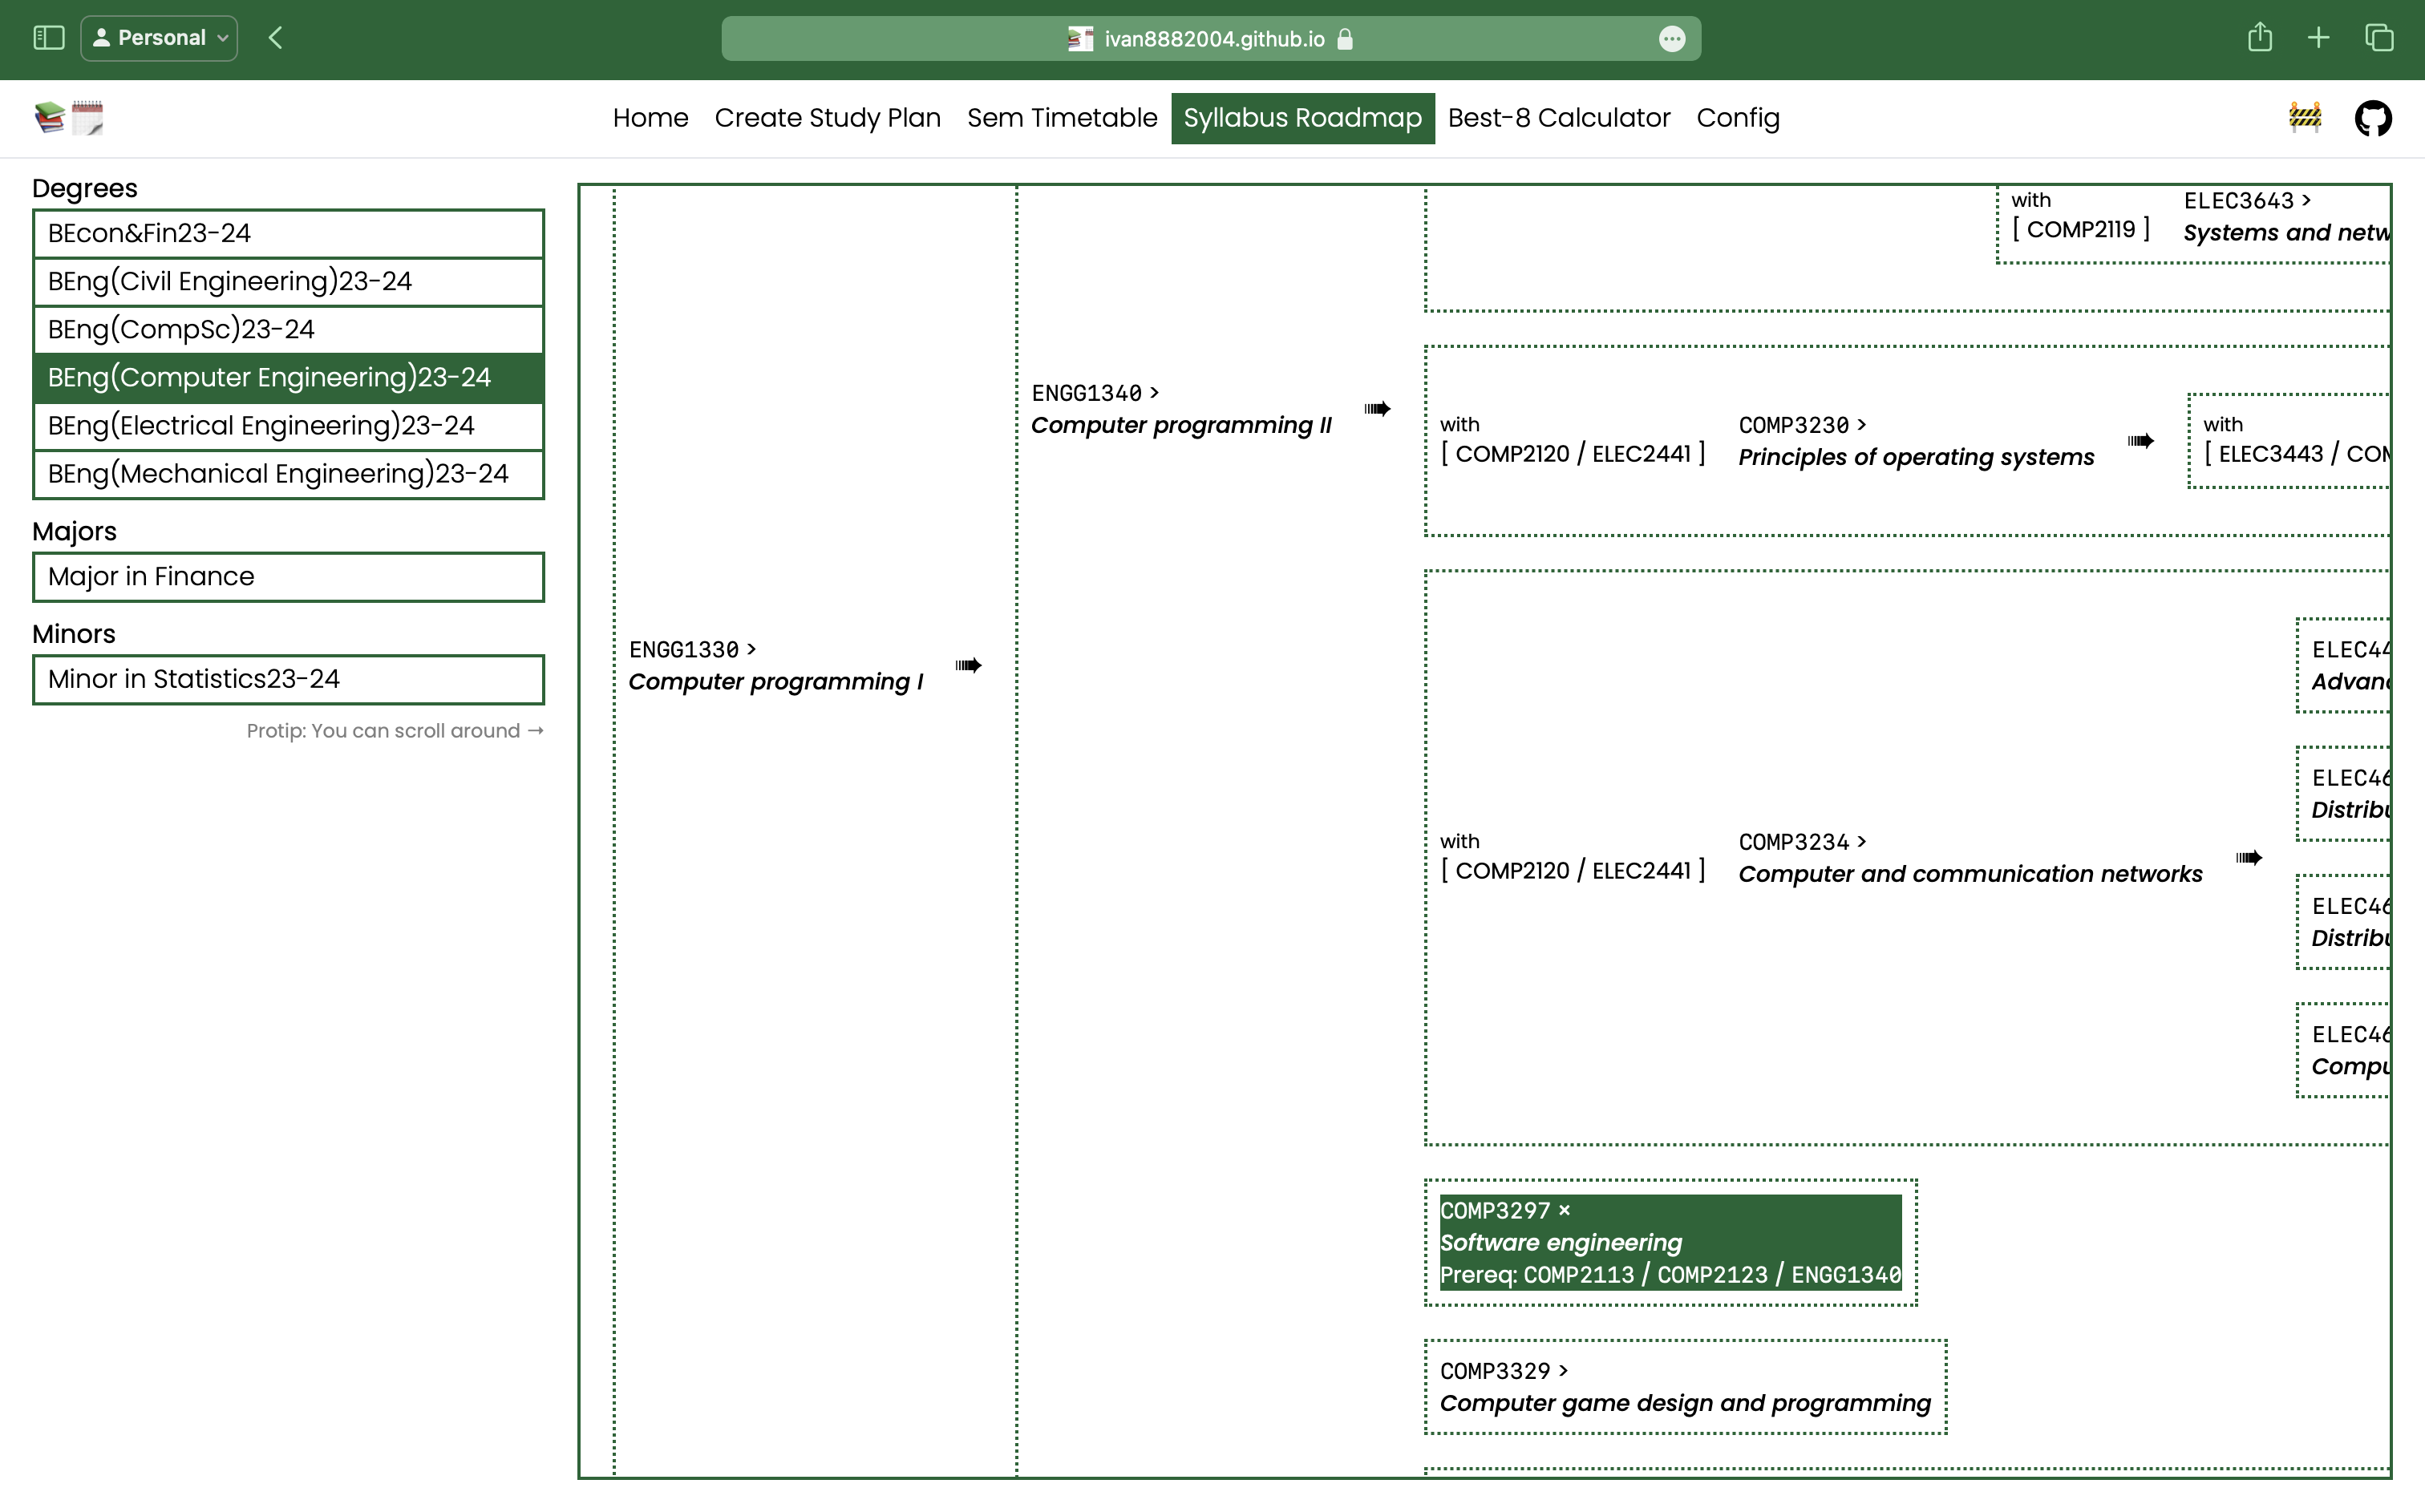 Personal
ivan8882004.github.io
Home Create Study Plan Sem Timetable Syllabus Roadmap Best-8 Calculator Config
Degrees
BEcon&Fin23-24
BEng(Civil Engineering)23-24
BEng(CompSc)23-24
BEng(Computer Engineering)23-24
BEng(Electrical Engineering)23-24
BEng(Mechanical Engineering)23-24
Majors
Major in Finance
Minors
Minor in Statistics23-24
Protip: You can scroll around →
ENGG1330 >
Computer programming I
ENGG1340 >
Computer programming II
with
[ COMP2119 ]
ELEC3643 >
Systems and netw
with
[ COMP2120 / ELEC2441 ]
COMP3230 >
Principles of operating systems
with
[ ELEC3443 / COM
with
[ COMP2120 / ELEC2441 ]
COMP3234 >
Computer and communication networks
ELEC44
Advanc
ELEC46
Distribu
ELEC46
Distribu
ELEC46
Compu
COMP3297 ×
Software engineering
Prereq: COMP2113 / COMP2123 / ENGG1340
COMP3329 >
Computer game design and programming